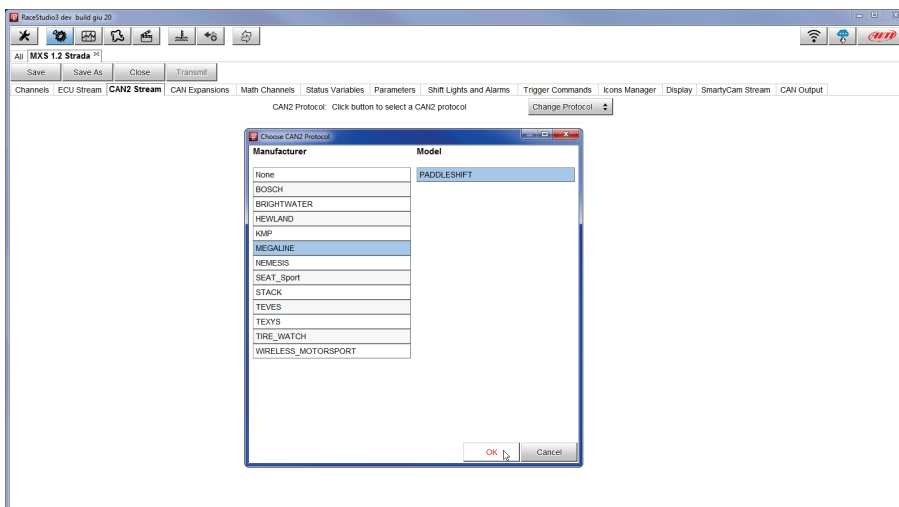 RaceStudio3 dev build giu 20
AiM
All MXS 1.2 Strada
Save Save As Close Transmit
Channels ECU Stream CAN2 Stream CAN Expansions Math Channels Status Variables Parameters Shift Lights and Alarms Trigger Commands Icons Manager Display SmartyCam Stream CAN Output
CAN2 Protocol: Click button to select a CAN2 protocol Change Protocol
Choose CAN2 Protocol
Manufacturer Model
None PADDLESHIFT
BOSCH
BRIGHTWATER
HEWLAND
KMP
MEGALINE
NEMESIS
SEAT_Sport
STACK
TEVES
TEXYS
TIRE_WATCH
WIRELESS_MOTORSPORT
OK Cancel